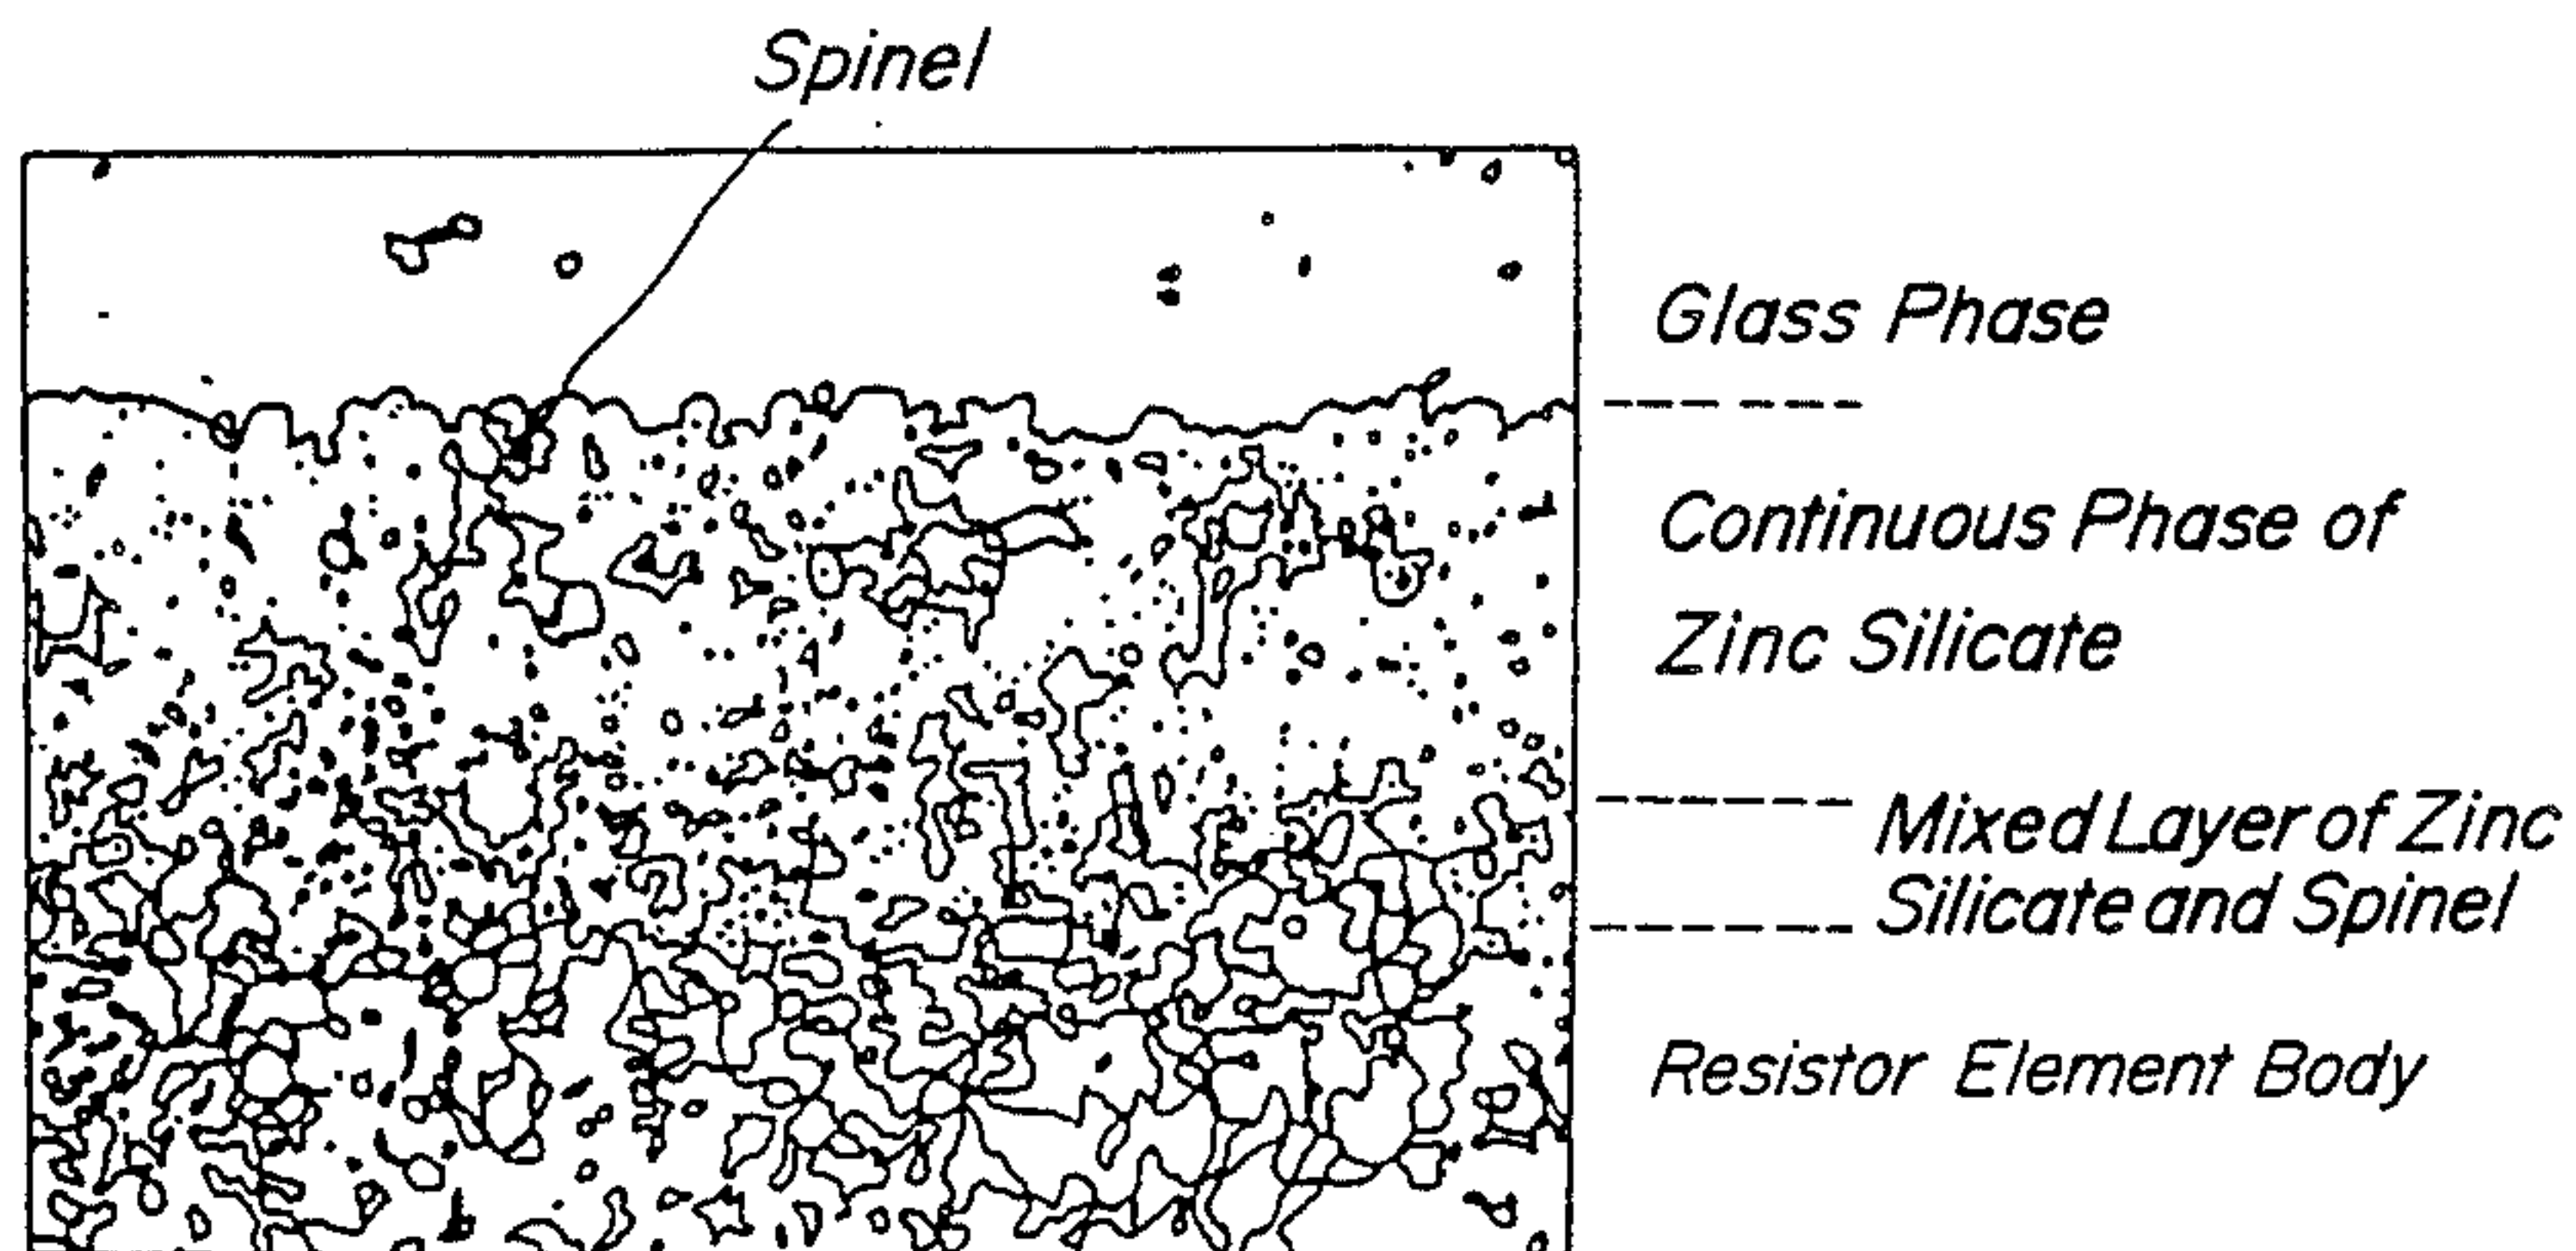 Spinel
Glass Phase
Continuous Phase of
Zinc Silicate
Mixed Layer of Zinc
Silicate and Spinel
Resistor Element Body